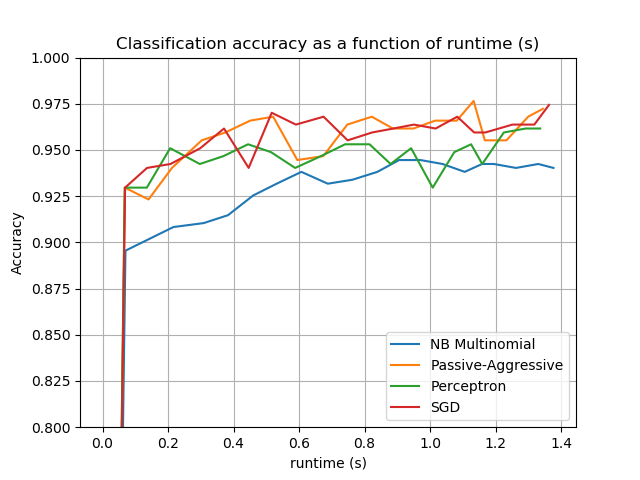 Classification accuracy as a function of runtime (s)
1.000
0.975
0.950
0.925
0.900
0.875
0.850
0.825
0.800
Accuracy
NB Multinomial
Passive-Aggressive
Perceptron
SGD
0.0 0.2 0.4 0.6 0.8 1.0 1.2 1.4
runtime (s)